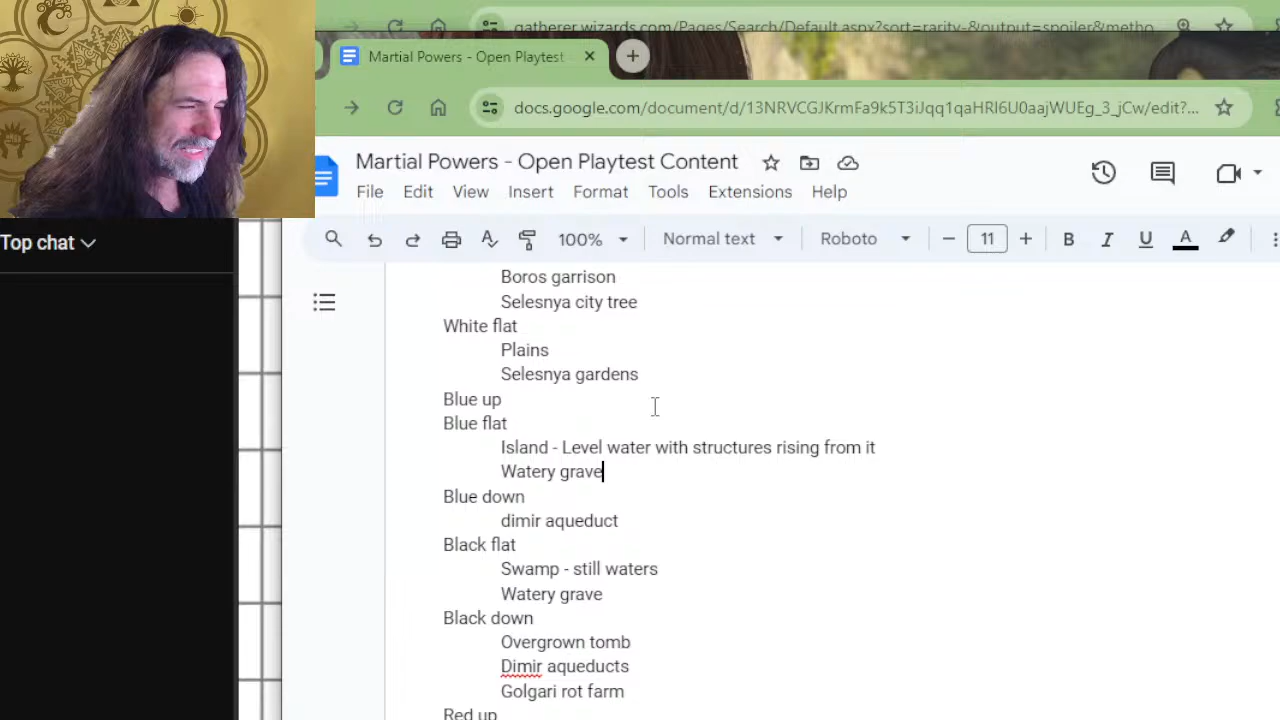 gatherer.wizards.com/Pages/Search/Default.aspx?sort=rarity-&output=spoiler&metho
Martial Powers - Open Playtest
docs.google.com/document/d/13NRVCGJKrmFa9k5T3iJqq1qaHRl6U0aajWUEg_3_jCw/edit?...
Martial Powers - Open Playtest Content
File Edit View Insert Format Tools Extensions Help
100% Normal text Roboto 11 B I U A
Top chat
Boros garrison
Selesnya city tree
White flat
Plains
Selesnya gardens
Blue up
Blue flat
Island - Level water with structures rising from it
Watery grave
Blue down
dimir aqueduct
Black flat
Swamp - still waters
Watery grave
Black down
Overgrown tomb
Dimir aqueducts
Golgari rot farm
Red up